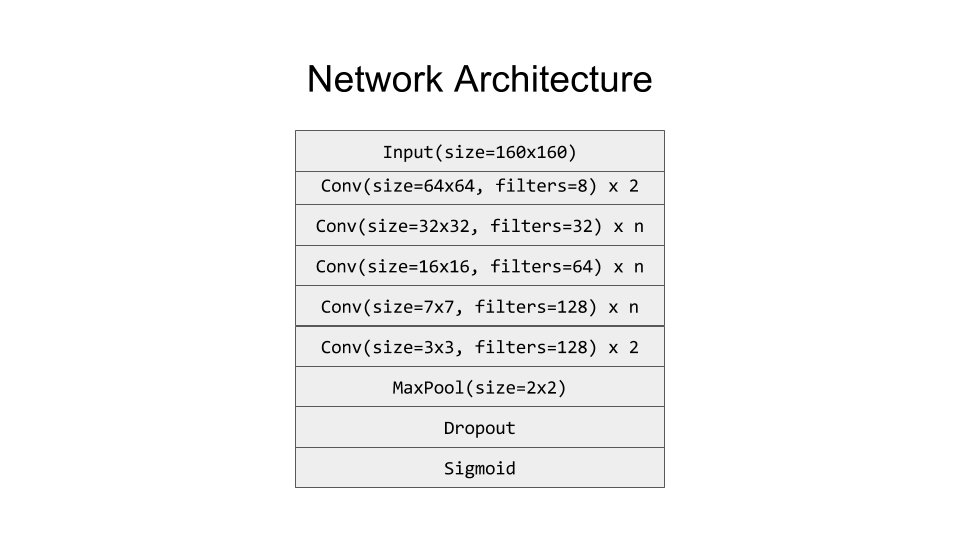 Network Architecture
Input(size=160x160)
Conv(size=64x64, filters=8) x 2
Conv(size=32x32, filters=32) x n
Conv(size=16x16, filters=64) x n
Conv(size=7x7, filters=128) x n
Conv(size=3x3, filters=128) x 2
MaxPool(size=2x2)
Dropout
Sigmoid